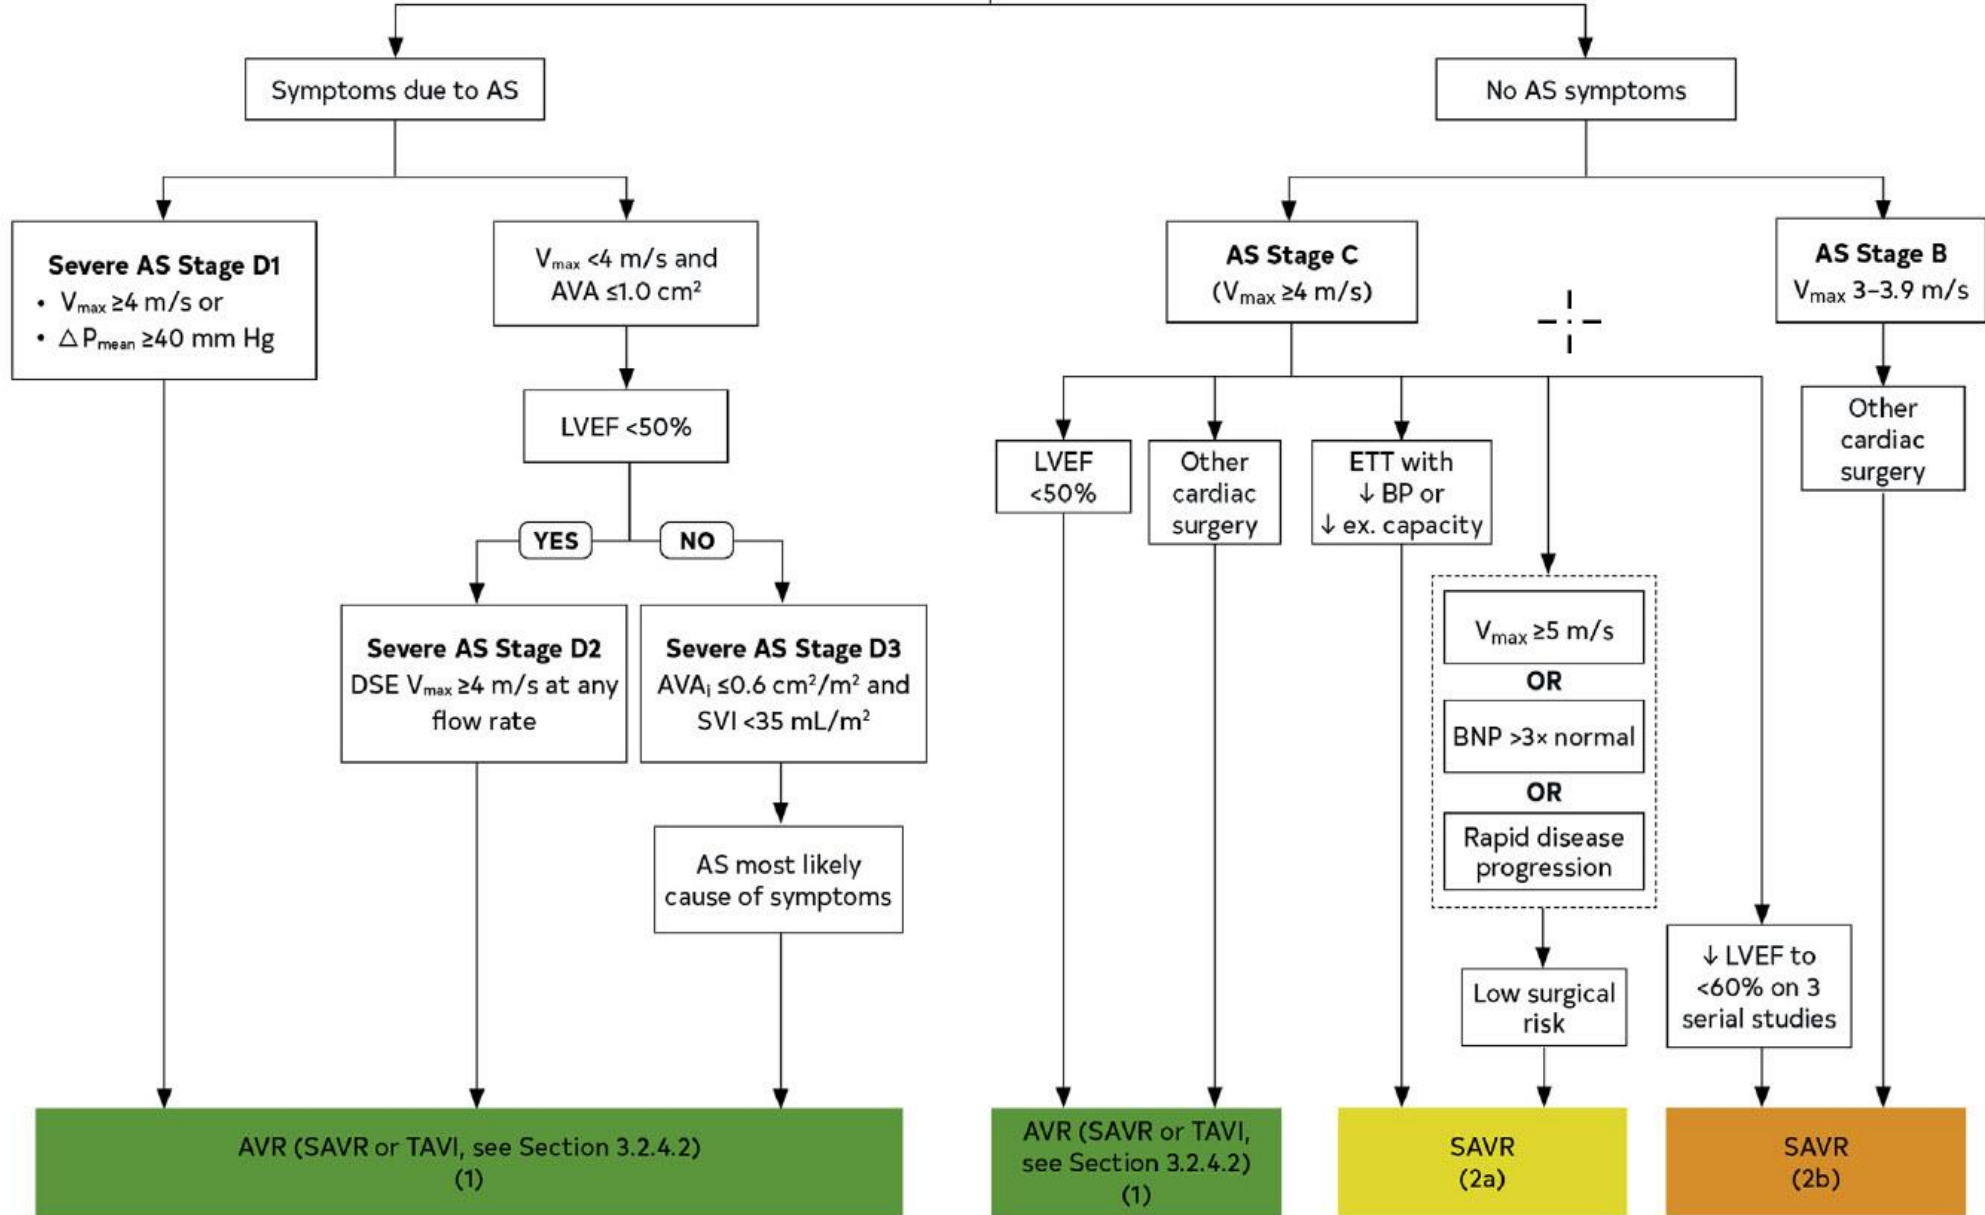 Symptoms due to AS
No AS symptoms
Severe AS Stage D1
• Vmax ≥4 m/s or
• △Pmean ≥40 mm Hg
Vmax <4 m/s and
AVA ≤1.0 cm²
LVEF <50%
YES
NO
Severe AS Stage D2
DSE Vmax ≥4 m/s at any
flow rate
Severe AS Stage D3
AVAi ≤0.6 cm²/m² and
SVI <35 mL/m²
AS most likely
cause of symptoms
AVR (SAVR or TAVI, see Section 3.2.4.2)
(1)
AS Stage C
(Vmax ≥4 m/s)
AS Stage B
Vmax 3–3.9 m/s
LVEF
<50%
Other
cardiac
surgery
ETT with
↓ BP or
↓ ex. capacity
Vmax ≥5 m/s
OR
BNP >3× normal
OR
Rapid disease
progression
Low surgical
risk
↓ LVEF to
<60% on 3
serial studies
Other
cardiac
surgery
AVR (SAVR or TAVI,
see Section 3.2.4.2)
(1)
SAVR
(2a)
SAVR
(2b)